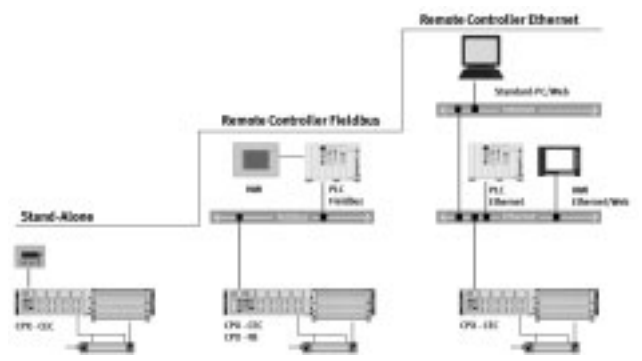 Remote Controller Ethernet
Standard-PC/Web
Remote Controller Fieldbus
HMI
PLC
Fieldbus
PLC
Ethernet
HMI
Ethernet/Web
Stand-Alone
CPX-CEC
CPX-CEC
CPX-CEC